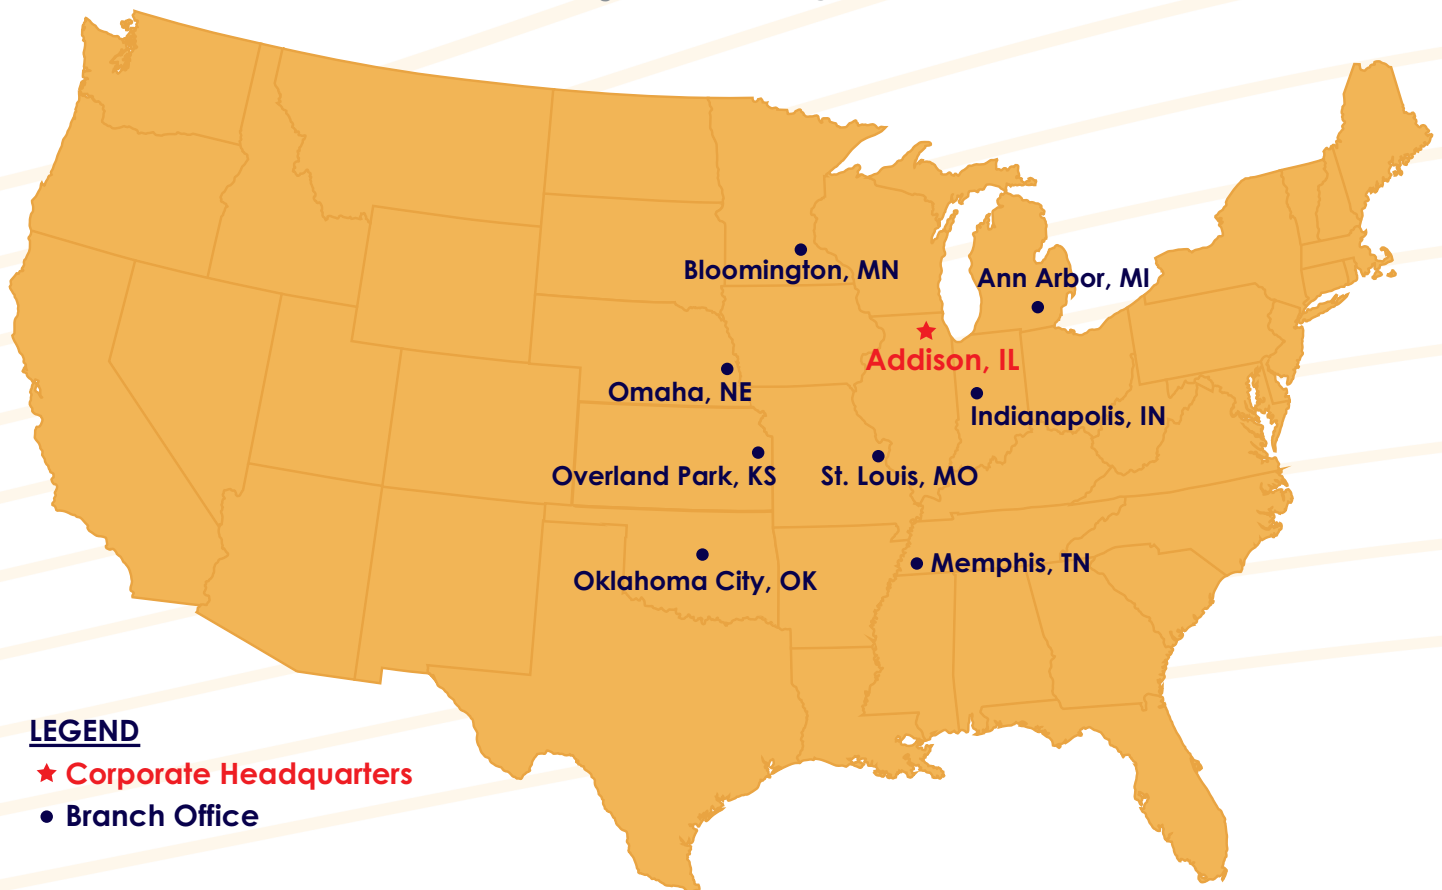 Bloomington, MN
Ann Arbor, MI
Addison, IL
Omaha, NE
Indianapolis, IN
Overland Park, KS
St. Louis, MO
Memphis, TN
Oklahoma City, OK
LEGEND
Corporate Headquarters
Branch Office